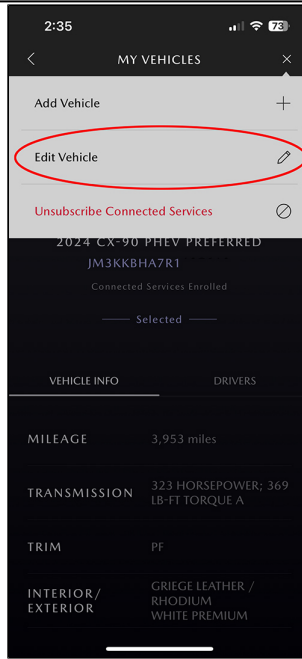 2:35 73
MY VEHICLES
Add Vehicle
Edit Vehicle
Unsubscribe Connected Services
2024 CX-90 PHEV PREFERRED
JM3KKBHA7R1
Connected Services Enrolled
Selected
VEHICLE INFO DRIVERS
MILEAGE 3,953 miles
TRANSMISSION 323 HORSEPOWER; 369
LB-FT TORQUE A
TRIM PF
INTERIOR/ GRIEGE LEATHER /
EXTERIOR RHODIUM
WHITE PREMIUM